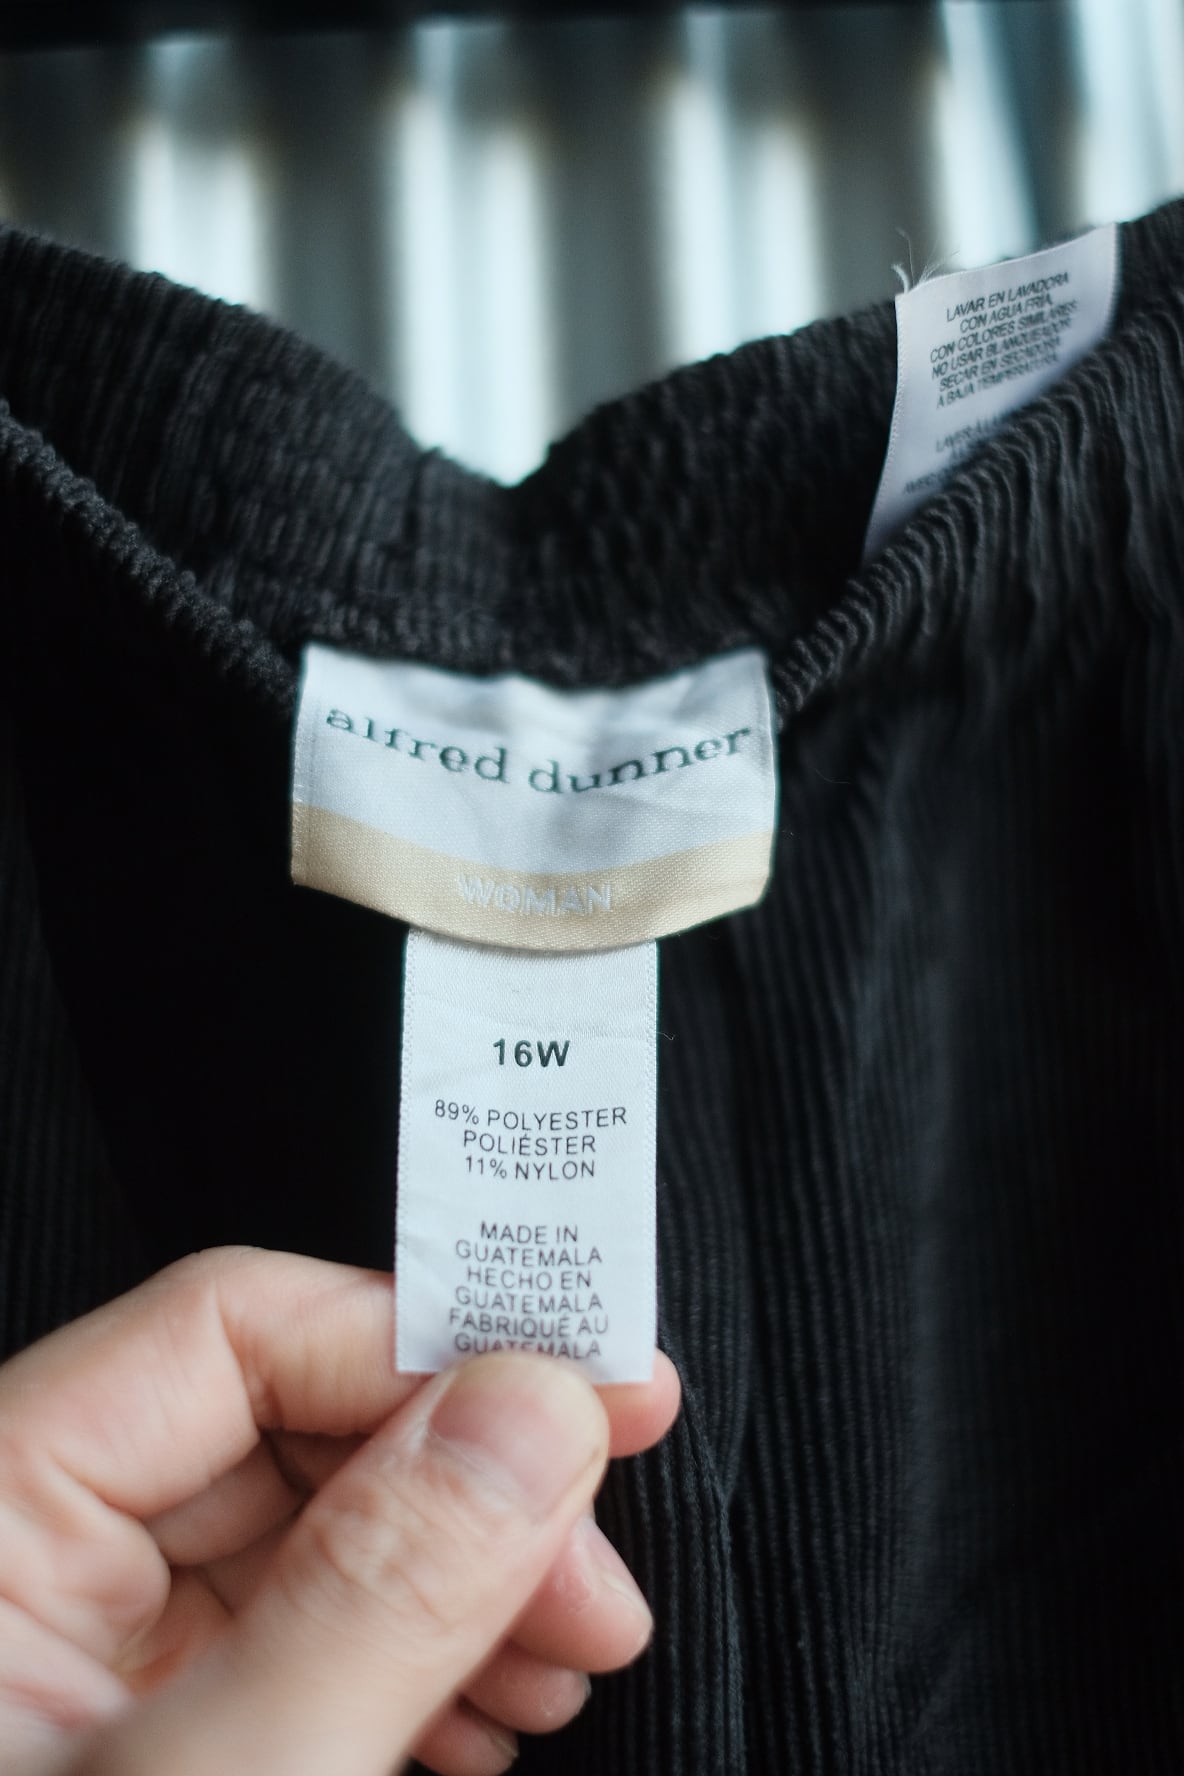 alfred dunner
WOMAN
16W
89% POLYESTER
POLIÉSTER
11% NYLON
MADE IN
GUATEMALA
HECHO EN
GUATEMALA
FABRIQUÉ AU
GUATEMALA
LAVAR EN LAVADORA
CON AGUA FRÍA
CON COLORES SIMILARES
NO USAR BLANQUEADOR
SECAR EN SECADORA
A BAJA TEMPERATURA